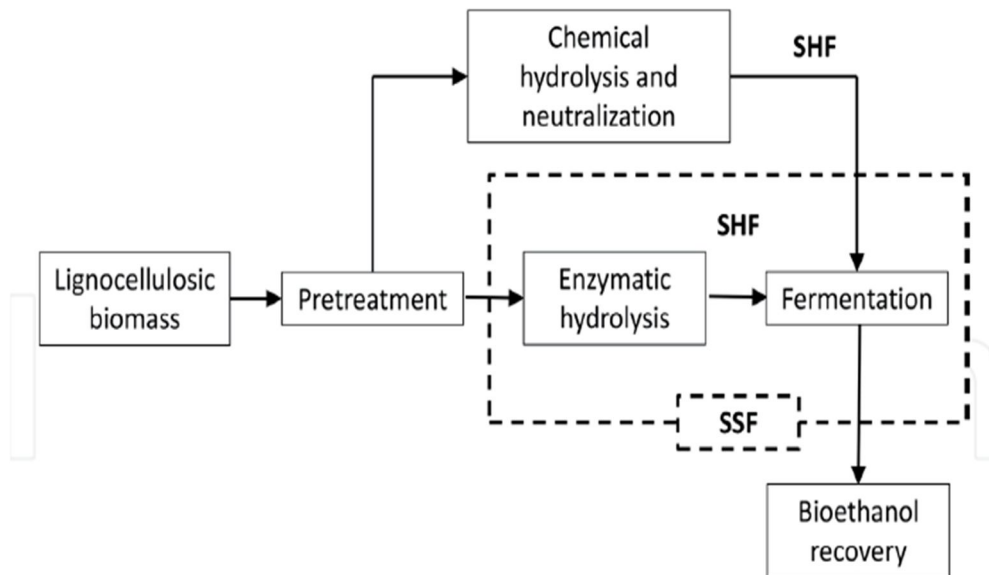 Chemical
hydrolysis and
neutralization
SHF
SHF
Lignocellulosic
biomass
Pretreatment
Enzymatic
hydrolysis
Fermentation
SSF
Bioethanol
recovery